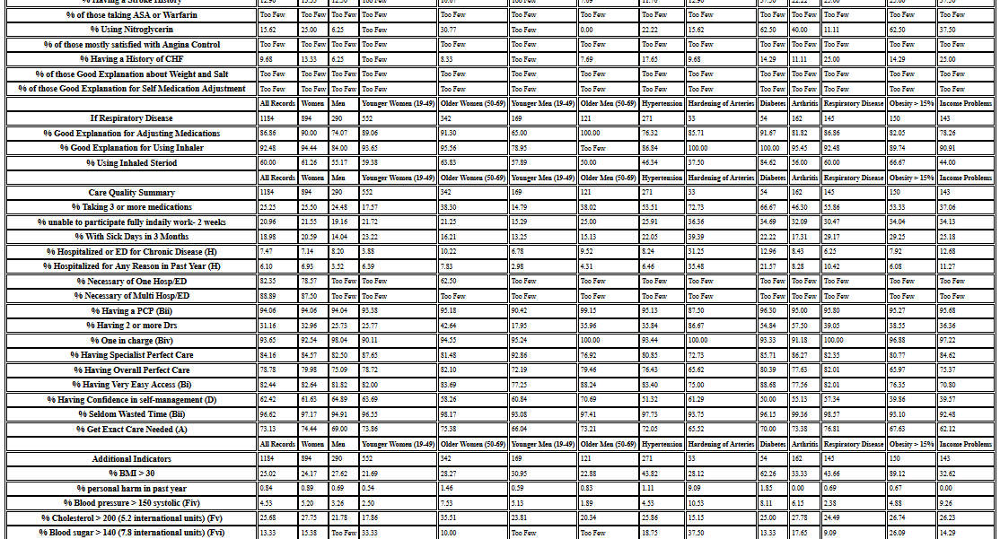 % Having a Stroke History 12.90 13.33 12.50 Too Few 16.67 Too Few 7.69 11.76 12.90 37.50 22.22 25.00 25.00 37.50
% of those taking ASA or Warfarin Too Few Too Few Too Few Too Few Too Few Too Few Too Few Too Few Too Few Too Few Too Few Too Few Too Few Too Few
% Using Nitroglycerin 15.62 25.00 6.25 Too Few 30.77 Too Few 0.00 22.22 15.62 62.50 40.00 11.11 62.50 37.50
% of those mostly satisfied with Angina Control Too Few Too Few Too Few Too Few Too Few Too Few Too Few Too Few Too Few Too Few Too Few Too Few Too Few Too Few
% Having a History of CHF 9.68 13.33 6.25 Too Few 8.33 Too Few 7.69 17.65 9.68 14.29 11.11 25.00 14.29 25.00
% of those Good Explanation about Weight and Salt Too Few Too Few Too Few Too Few Too Few Too Few Too Few Too Few Too Few Too Few Too Few Too Few Too Few Too Few
% of those Good Explanation for Self Medication Adjustment Too Few Too Few Too Few Too Few Too Few Too Few Too Few Too Few Too Few Too Few Too Few Too Few Too Few Too Few
All Records Women Men Younger Women (19-49) Older Women (50-69) Younger Men (19-49) Older Men (50-69) Hypertension Hardening of Arteries Diabetes Arthritis Respiratory Disease Obesity > 15% Income Problems
If Respiratory Disease 1184 894 290 552 342 169 121 271 33 54 162 145 150 143
% Good Explanation for Adjusting Medications 86.86 90.00 74.07 89.06 91.30 65.00 100.00 76.32 85.71 91.67 81.82 86.86 82.05 78.26
% Good Explanation for Using Inhaler 92.48 94.44 84.00 93.65 95.56 78.95 Too Few 86.84 100.00 100.00 95.45 92.48 89.74 90.91
% Using Inhaled Steriod 60.00 61.26 55.17 59.38 63.83 57.89 50.00 46.34 37.50 84.62 56.00 60.00 66.67 44.00
All Records Women Men Younger Women (19-49) Older Women (50-69) Younger Men (19-49) Older Men (50-69) Hypertension Hardening of Arteries Diabetes Arthritis Respiratory Disease Obesity > 15% Income Problems
Care Quality Summary 1184 894 290 552 342 169 121 271 33 54 162 145 150 143
% Taking 3 or more medications 25.25 25.50 24.48 17.57 38.30 14.79 38.02 53.51 72.73 66.67 46.30 55.86 53.33 37.06
% unable to participate fully indaily work- 2 weeks 20.96 21.55 19.16 21.72 21.25 15.29 25.00 25.91 36.36 34.69 32.09 30.47 34.04 34.13
% With Sick Days in 3 Months 18.98 20.59 14.04 23.22 16.21 13.25 15.13 22.05 39.39 22.22 17.31 29.17 29.25 25.18
% Hospitalized or ED for Chronic Disease (H) 7.47 7.14 8.20 3.88 10.22 6.78 9.52 8.24 31.25 12.96 8.43 6.25 7.92 12.68
% Hospitalized for Any Reason in Past Year (H) 6.10 6.93 3.52 6.39 7.83 2.98 4.31 6.46 35.48 21.57 8.28 10.42 6.08 11.27
% Necessary of One Hosp/ED 82.35 78.57 Too Few Too Few 62.50 Too Few Too Few Too Few Too Few Too Few Too Few Too Few Too Few Too Few
% Necessary of Multi Hosp/ED 88.89 87.50 Too Few Too Few Too Few Too Few Too Few Too Few Too Few Too Few Too Few Too Few Too Few Too Few
% Having a PCP (Bii) 94.06 94.06 94.04 93.38 95.18 90.42 99.15 95.13 87.50 96.30 95.00 95.80 95.27 95.68
% Having 2 or more Drs 31.16 32.96 25.73 25.77 42.64 17.95 35.96 35.84 86.67 54.84 57.50 39.05 38.55 36.36
% One in charge (Biv) 93.65 92.54 98.04 90.11 94.55 95.24 100.00 93.44 100.00 93.33 91.18 100.00 96.88 97.22
% Having Specialist Perfect Care 84.16 84.57 82.50 87.65 81.48 92.86 76.92 80.85 72.73 85.71 86.27 82.35 80.77 84.62
% Having Overall Perfect Care 78.78 79.98 75.09 78.72 82.10 72.19 79.46 76.43 65.62 80.39 77.63 82.01 65.97 75.37
% Having Very Easy Access (Bi) 82.44 82.64 81.82 82.00 83.69 77.25 88.24 83.40 75.00 88.68 77.56 82.01 76.35 70.80
% Having Confidence in self-management (D) 62.42 61.63 64.89 63.69 58.26 60.84 70.69 51.32 61.29 50.00 55.13 57.34 39.86 39.57
% Seldom Wasted Time (Bii) 96.62 97.17 94.91 96.55 98.17 93.08 97.41 97.73 93.75 96.15 99.36 98.57 93.10 92.48
% Get Exact Care Needed (A) 73.13 74.44 69.00 73.86 75.38 66.04 73.21 72.05 65.52 70.00 73.38 76.81 67.63 62.12
All Records Women Men Younger Women (19-49) Older Women (50-69) Younger Men (19-49) Older Men (50-69) Hypertension Hardening of Arteries Diabetes Arthritis Respiratory Disease Obesity > 15% Income Problems
Additional Indicators 1184 894 290 552 342 169 121 271 33 54 162 145 150 143
% BMI > 30 25.02 24.17 27.62 21.69 28.27 30.95 22.88 43.82 28.12 62.26 33.33 43.66 89.12 32.62
% personal harm in past year 0.84 0.89 0.69 0.54 1.46 0.59 0.83 1.11 9.09 1.85 0.00 0.69 0.67 0.00
% Blood pressure > 150 systolic (Fiv) 4.53 5.20 3.26 2.50 7.53 5.13 1.89 4.53 10.53 8.11 6.15 2.38 4.88 9.26
% Cholesterol > 200 (5.2 international units) (Fv) 25.68 27.75 21.78 17.86 35.51 23.81 20.34 25.86 15.15 25.00 27.78 24.49 26.74 26.23
% Blood sugar > 140 (7.8 international units) (Fvi) 13.33 15.38 Too Few 33.33 10.00 Too Few Too Few 18.75 37.50 13.33 17.65 9.09 26.09 14.29